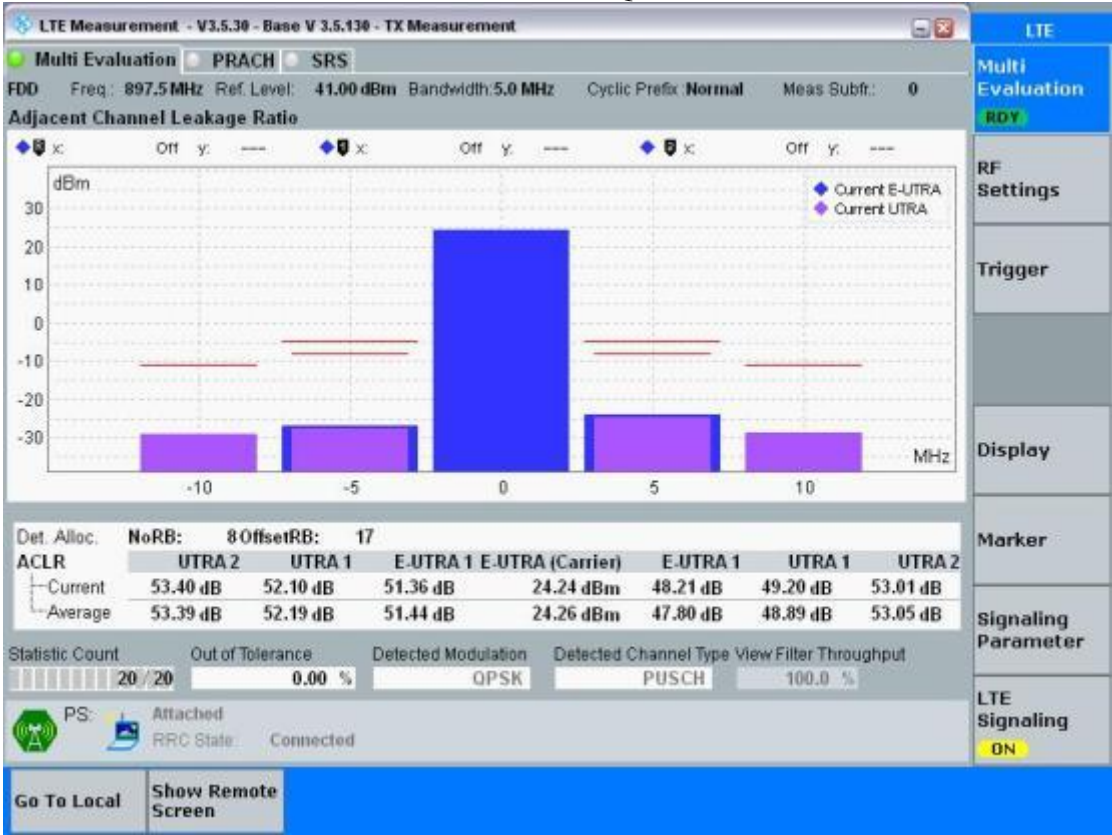 LTE Measurement - V3.5.30 - Base V 3.5.130 - TX Measurement
LTE
Multi Evaluation PRACH SRS
FDD Freq.: 897.5 MHz Ref. Level: 41.00 dBm Bandwidth: 5.0 MHz Cyclic Prefix: Normal Meas Subfr.: 0
Adjacent Channel Leakage Ratio
x: Off y: --- x: Off y: --- x: Off y: ---
dBm
Current E-UTRA
Current UTRA
30
20
10
0
-10
-20
-30
MHz
-10 -5 0 5 10
Det. Alloc. NoRB: 8 OffsetRB: 17
ACLR UTRA 2 UTRA 1 E-UTRA 1 E-UTRA (Carrier) E-UTRA 1 UTRA 1 UTRA 2
Current 53.40 dB 52.10 dB 51.36 dB 24.24 dBm 48.21 dB 49.20 dB 53.01 dB
Average 53.39 dB 52.19 dB 51.44 dB 24.26 dBm 47.80 dB 48.89 dB 53.05 dB
Statistic Count Out of Tolerance Detected Modulation Detected Channel Type View Filter Throughput
20 / 20 0.00 % QPSK PUSCH 100.0 %
PS: Attached
RRC State: Connected
Multi
Evaluation
RDY
RF
Settings
Trigger
Display
Marker
Signaling
Parameter
LTE
Signaling
ON
Go To Local
Show Remote
Screen